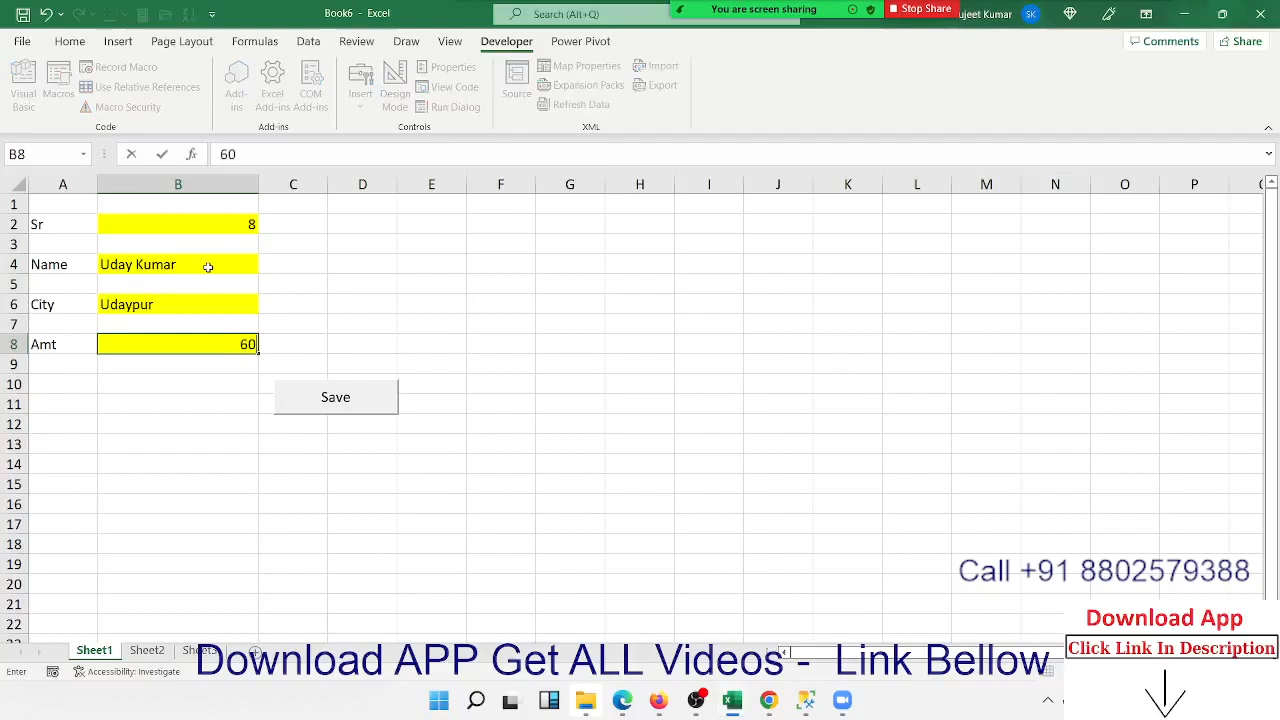 Book6 - Excel
Search (Alt+Q)
You are screen sharing
Stop Share
ujeet Kumar
SK
File Home Insert Page Layout Formulas Data Review Draw View Developer Power Pivot
Comments
Share
Visual Basic
Macros
Record Macro
Use Relative References
Macro Security
Code
Add-ins
Excel Add-ins
COM Add-ins
Add-ins
Insert
Design Mode
Properties
View Code
Run Dialog
Controls
Source
Map Properties
Expansion Packs
Refresh Data
Import
Export
XML
B8
fx
60
A B C D E F G H I J K L M N O P
1
2 Sr 8
3
4 Name Uday Kumar
5
6 City Udaypur
7
8 Amt 60
9
10
11
Save
12
13
14
15
16
17
18
19
20
21
22
Call +91 8802579388
Download App
Click Link In Description
Sheet1 Sheet2 Sheet3
Download APP Get ALL Videos - Link Bellow
Enter
Accessibility: Investigate